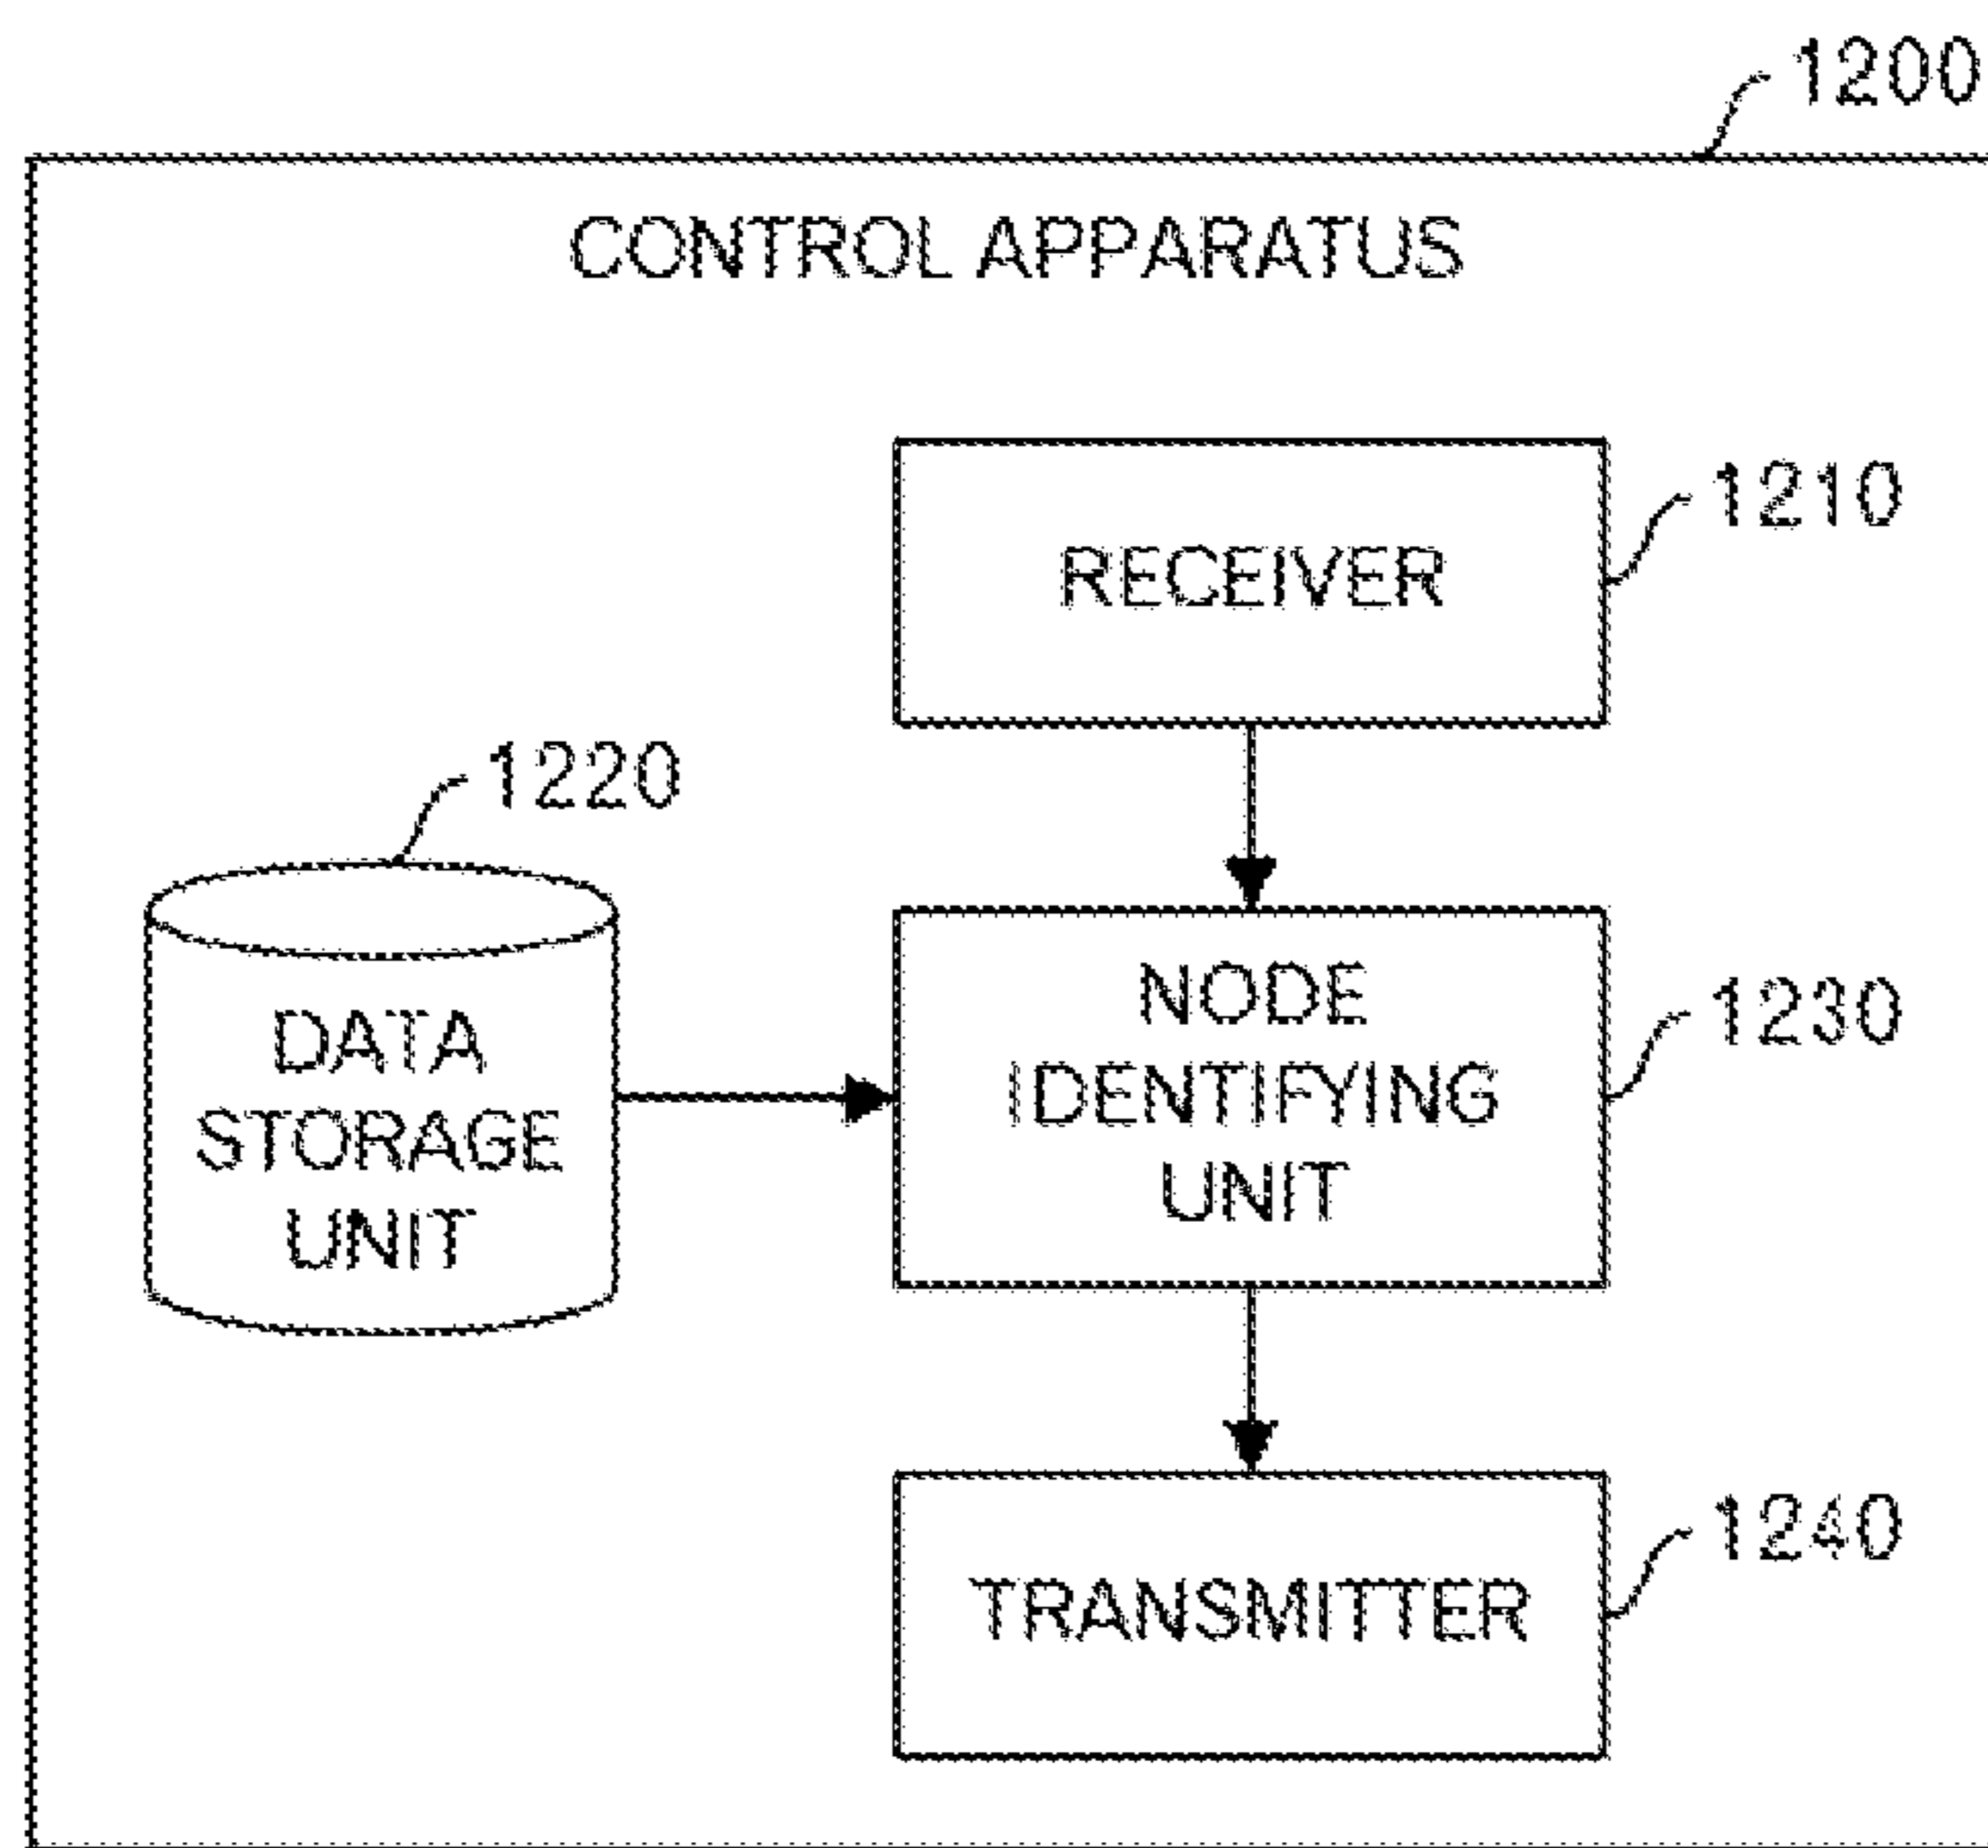 1200
CONTROL APPARATUS
1210
RECEIVER
1220
DATA
STORAGE
UNIT
1230
NODE
IDENTIFYING
UNIT
1240
TRANSMITTER